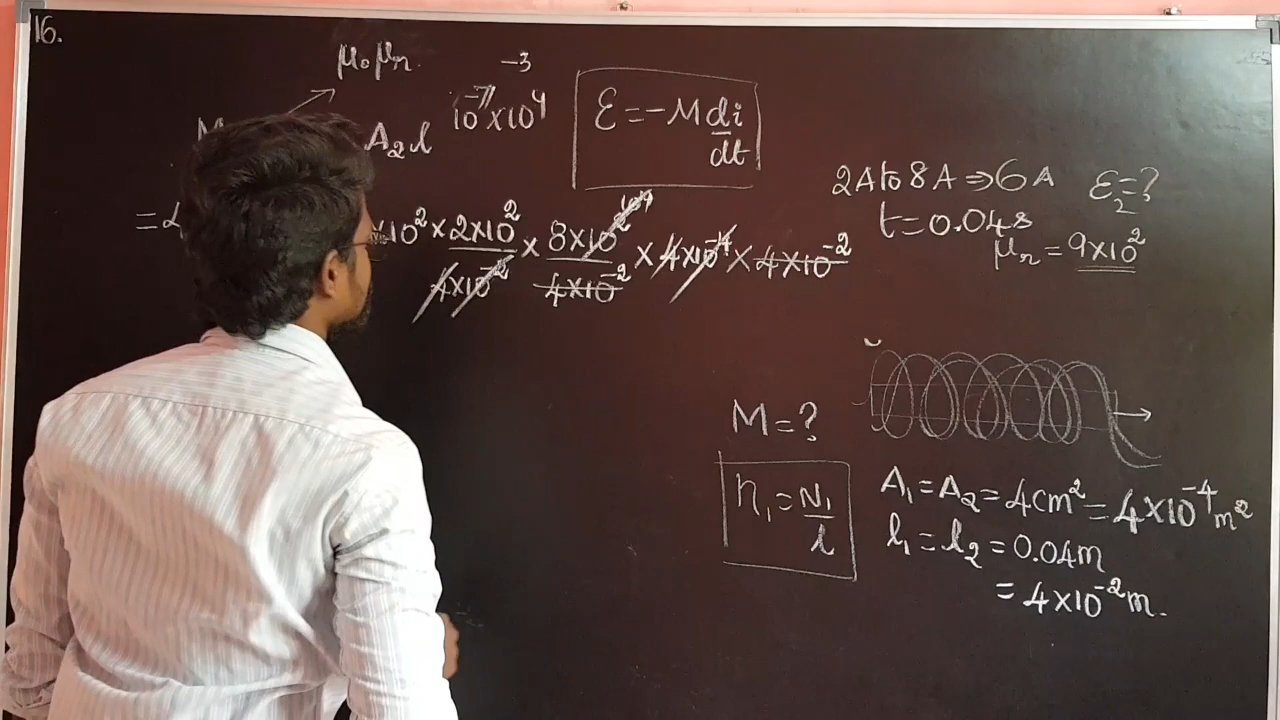 16.
μ₀μᵣ.
M
A₂l
-3
10⁻⁷×10⁴
ℰ=-M di/dt
=4
×10²×2×10²/4×10⁻²×8×10²/4×10⁻²×4×10⁻⁴×4×10⁻²
2A to 8A⇒6A ℰ₂=?
t=0.04s
μᵣ=9×10²
M=?
n₁=N₁/l
A₁=A₂=4cm²=4×10⁻⁴m²
l₁=l₂=0.04m
=4×10⁻²m.